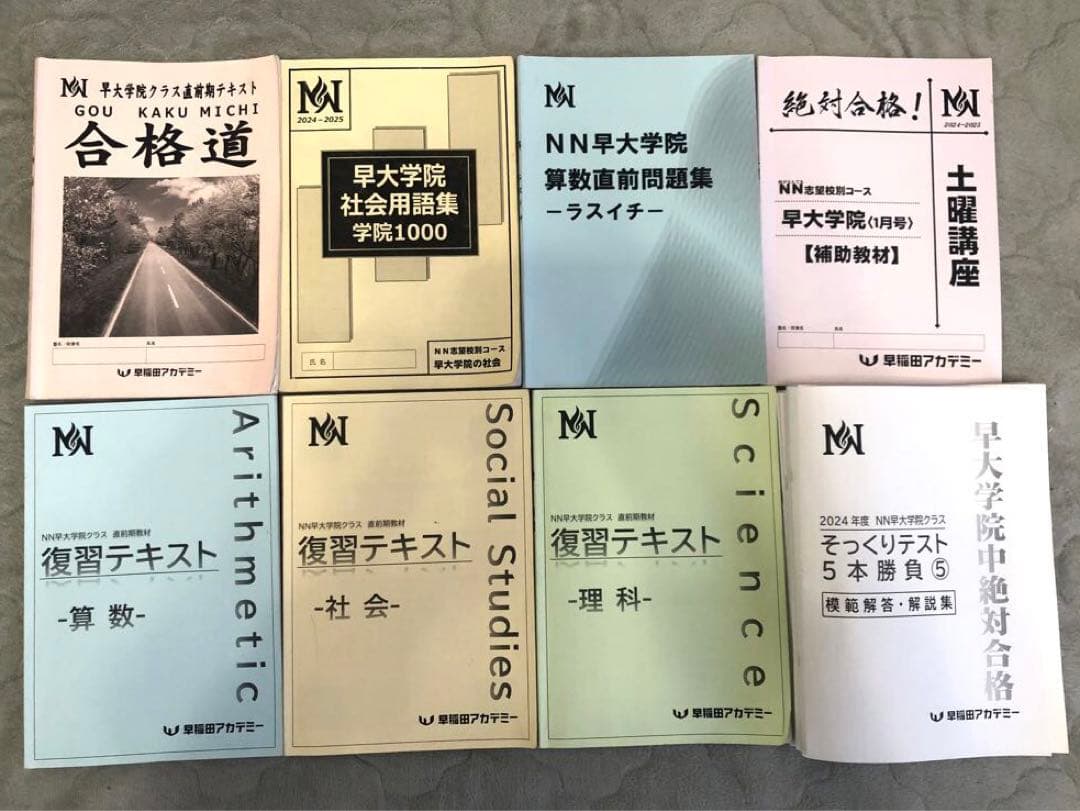 NN 早大学院クラス直前期テキスト
GOU KAKU MICHI
合格道
早稲田アカデミー
NN
2024-2025
早大学院
社会用語集
学院1000
氏名
NN志望校別コース
早大学院の社会
NN
NN早大学院
算数直前問題集
−ラスイチ−
絶対合格!
NN
NN志望校別コース
早大学院〈1月号〉
【補助教材】
土曜講座
早稲田アカデミー
NN
Arithmetic
NN早大学院クラス 直前期教材
復習テキスト
-算数-
早稲田アカデミー
NN
Social Studies
NN早大学院クラス 直前期教材
復習テキスト
-社会-
早稲田アカデミー
NN
Science
NN早大学院クラス 直前期教材
復習テキスト
-理科-
早稲田アカデミー
NN
2024年度 NN早大学院クラス
そっくりテスト
5本勝負⑤
模範解答・解説集
早大学院中絶対合格
早稲田アカデミー